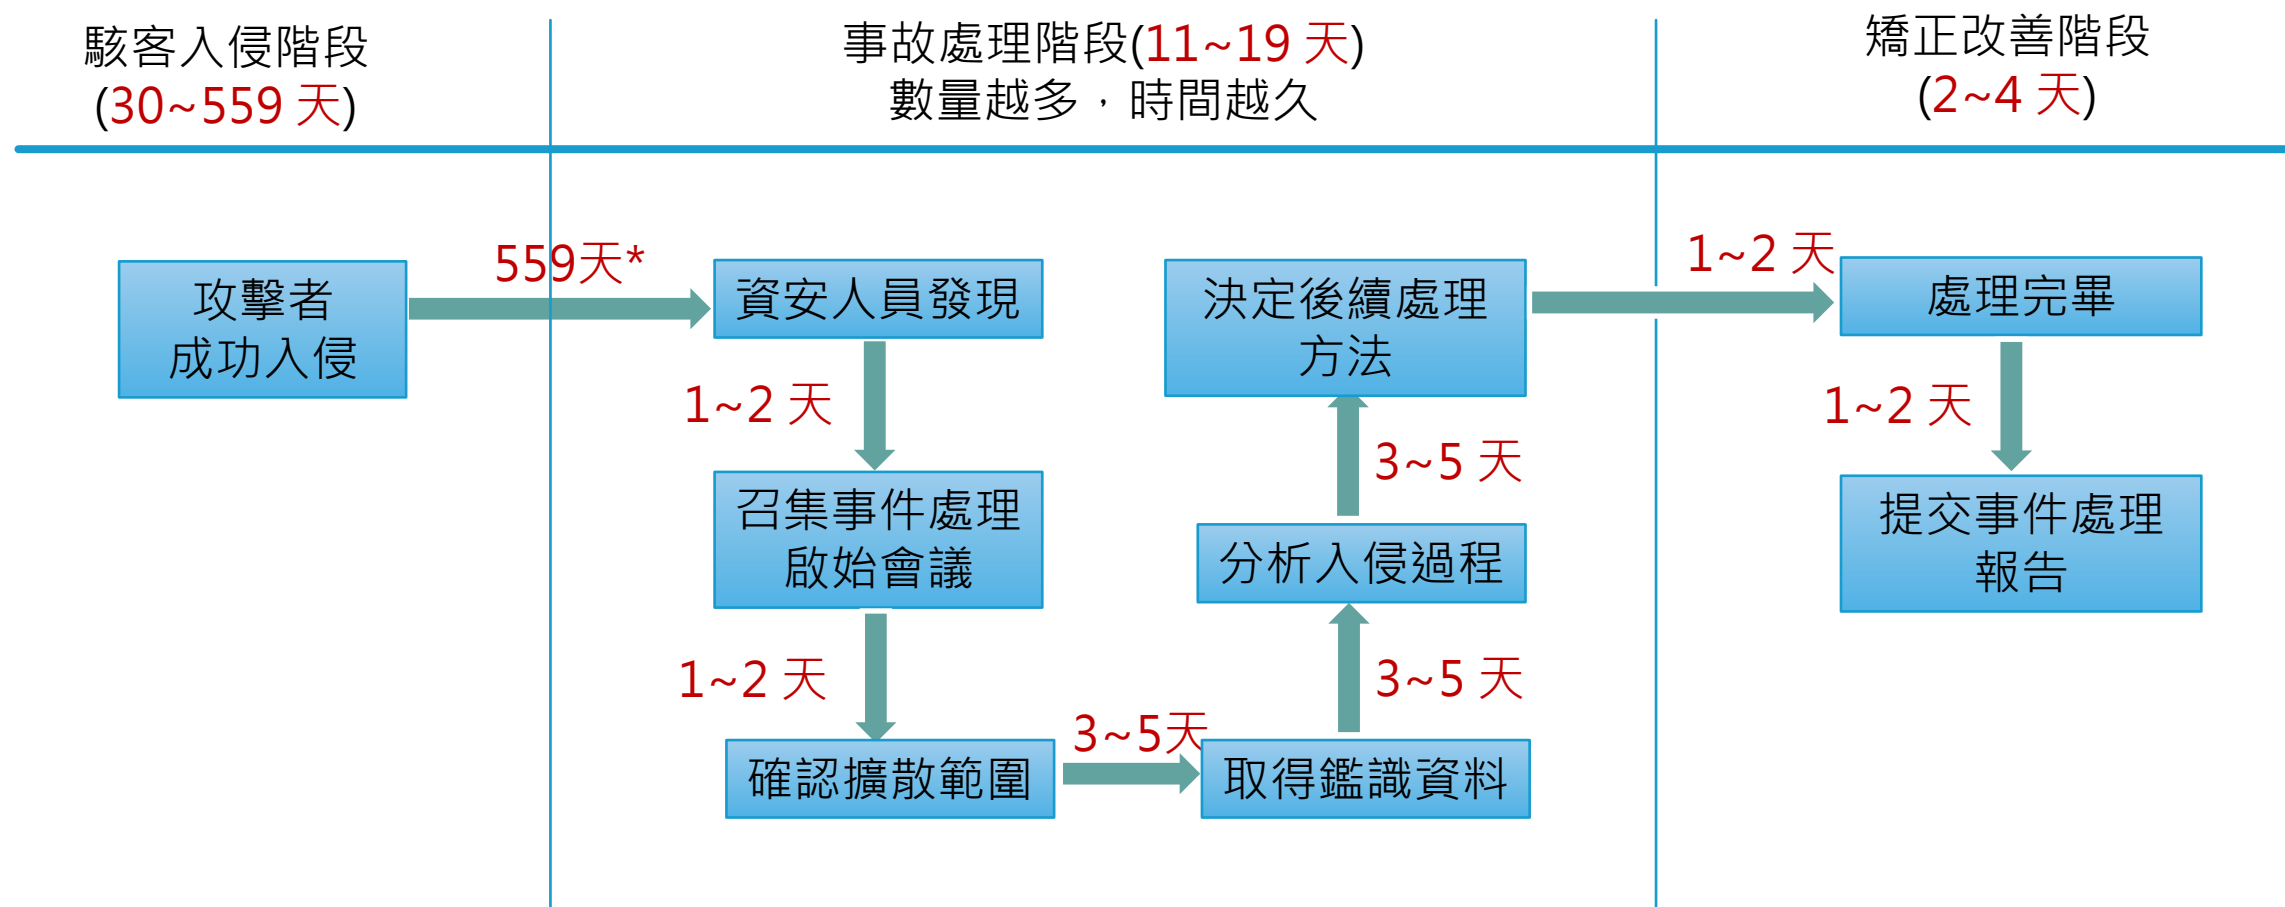 駭客入侵階段
(30~559 天)
事故處理階段(11~19 天)
數量越多，時間越久
矯正改善階段
(2~4 天)
攻擊者
成功入侵
559天*
資安人員發現
1~2 天
召集事件處理
啟始會議
1~2 天
確認擴散範圍
3~5天
取得鑑識資料
3~5 天
分析入侵過程
3~5 天
決定後續處理
方法
1~2 天
處理完畢
1~2 天
提交事件處理
報告